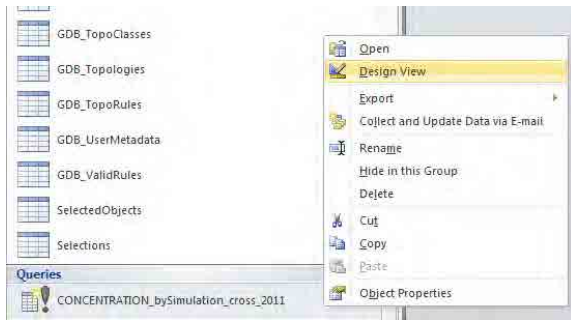 GDB_TopoClasses
GDB_Topologies
GDB_TopoRules
GDB_UserMetadata
GDB_ValidRules
SelectedObjects
Selections
Queries
CONCENTRATION_bySimulation_cross_2011
Open
Design View
Export
Collect and Update Data via E-mail
Rename
Hide in this Group
Delete
Cut
Copy
Paste
Object Properties